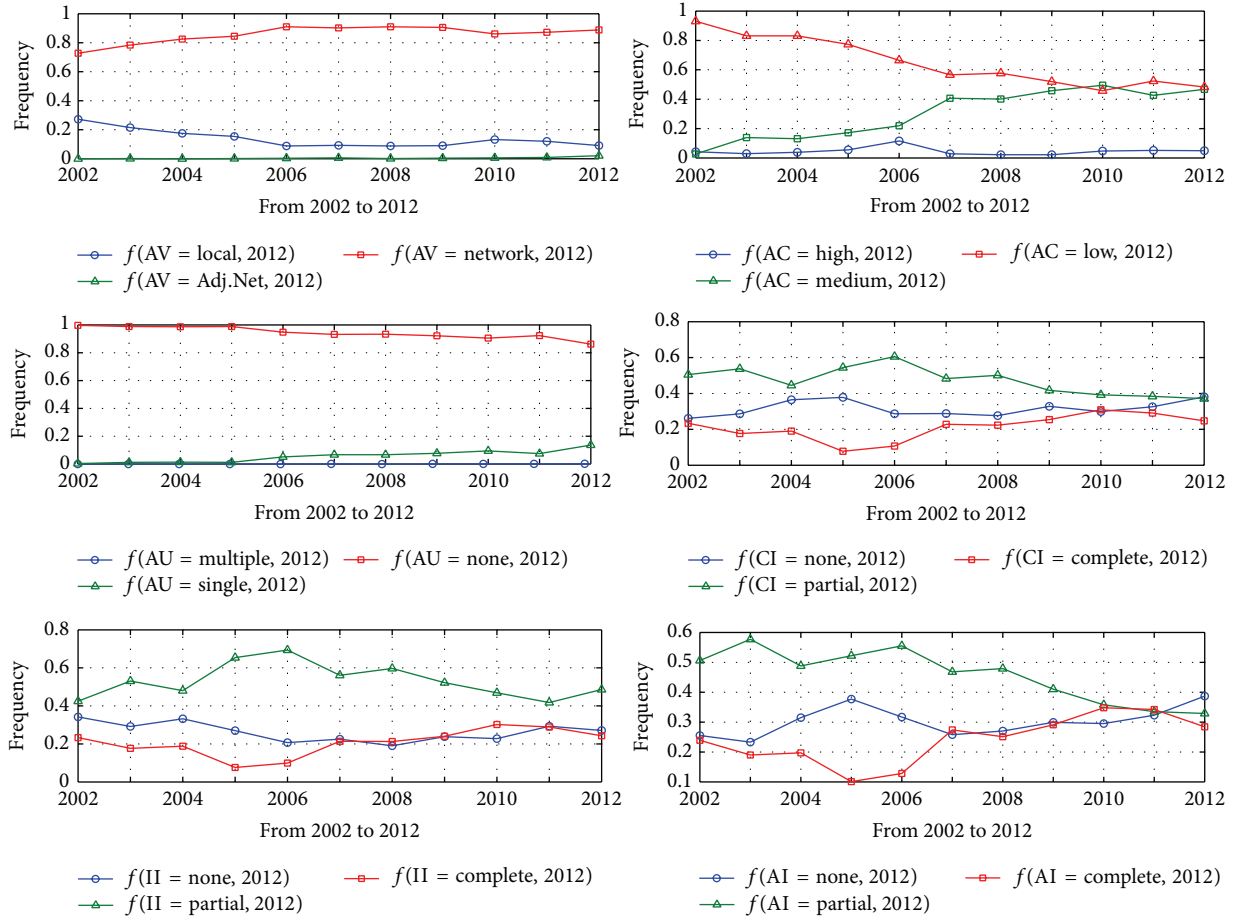 1
0.8
0.6
0.4
0.2
0
Frequency
2002 2004 2006 2008 2010 2012
From 2002 to 2012
f(AV = local, 2012) f(AV = network, 2012)
f(AV = Adj.Net, 2012)
1
0.8
0.6
0.4
0.2
0
Frequency
2002 2004 2006 2008 2010 2012
From 2002 to 2012
f(AC = high, 2012) f(AC = low, 2012)
f(AC = medium, 2012)
1
0.8
0.6
0.4
0.2
0
Frequency
2002 2004 2006 2008 2010 2012
From 2002 to 2012
f(AU = multiple, 2012) f(AU = none, 2012)
f(AU = single, 2012)
0.8
0.6
0.4
0.2
0
Frequency
2002 2004 2006 2008 2010 2012
From 2002 to 2012
f(CI = none, 2012) f(CI = complete, 2012)
f(CI = partial, 2012)
0.8
0.6
0.4
0.2
0
Frequency
2002 2004 2006 2008 2010 2012
From 2002 to 2012
f(II = none, 2012) f(II = complete, 2012)
f(II = partial, 2012)
0.6
0.5
0.4
0.3
0.2
0.1
Frequency
2002 2004 2006 2008 2010 2012
From 2002 to 2012
f(AI = none, 2012) f(AI = complete, 2012)
f(AI = partial, 2012)